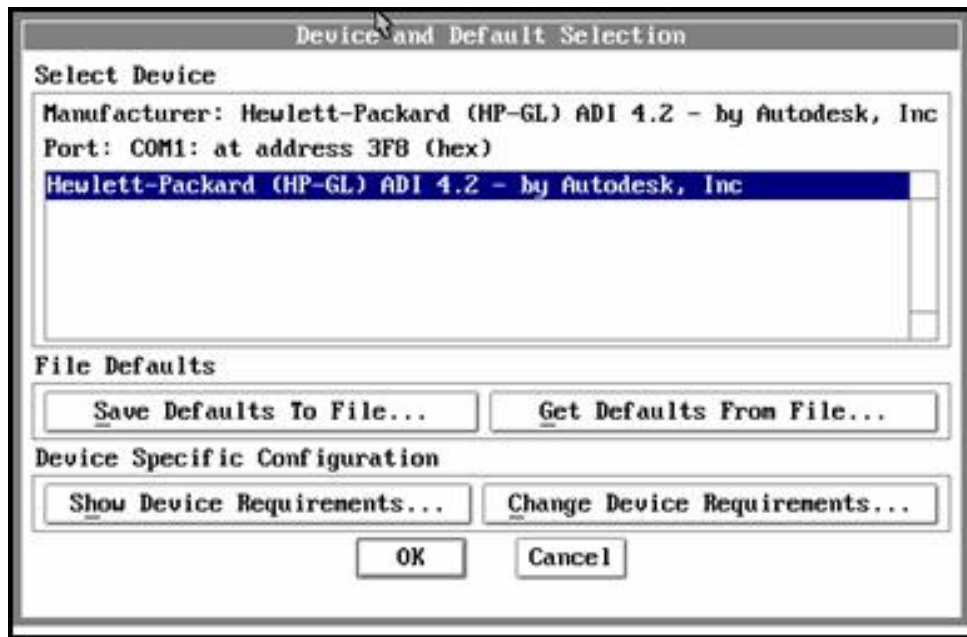 Device and Default Selection
Select Device
Manufacturer: Hewlett-Packard (HP-GL) ADI 4.2 - by Autodesk, Inc
Port: COM1: at address 3F8 (hex)
Hewlett-Packard (HP-GL) ADI 4.2 - by Autodesk, Inc
File Defaults
Save Defaults To File... Get Defaults From File...
Device Specific Configuration
Show Device Requirements... Change Device Requirements...
OK Cancel